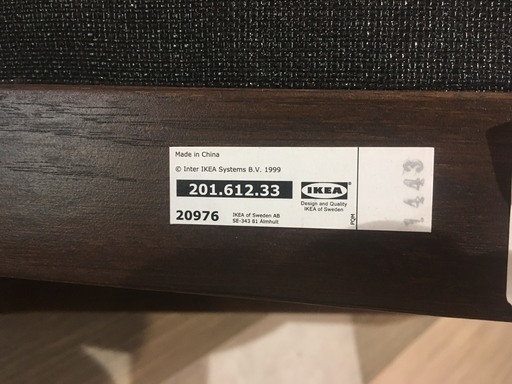 Made in China
© Inter IKEA Systems B.V. 1999
201.612.33
IKEA
Design and Quality
IKEA of Sweden
20976
IKEA of Sweden AB
SE-343 81 Älmhult
PQM
1443